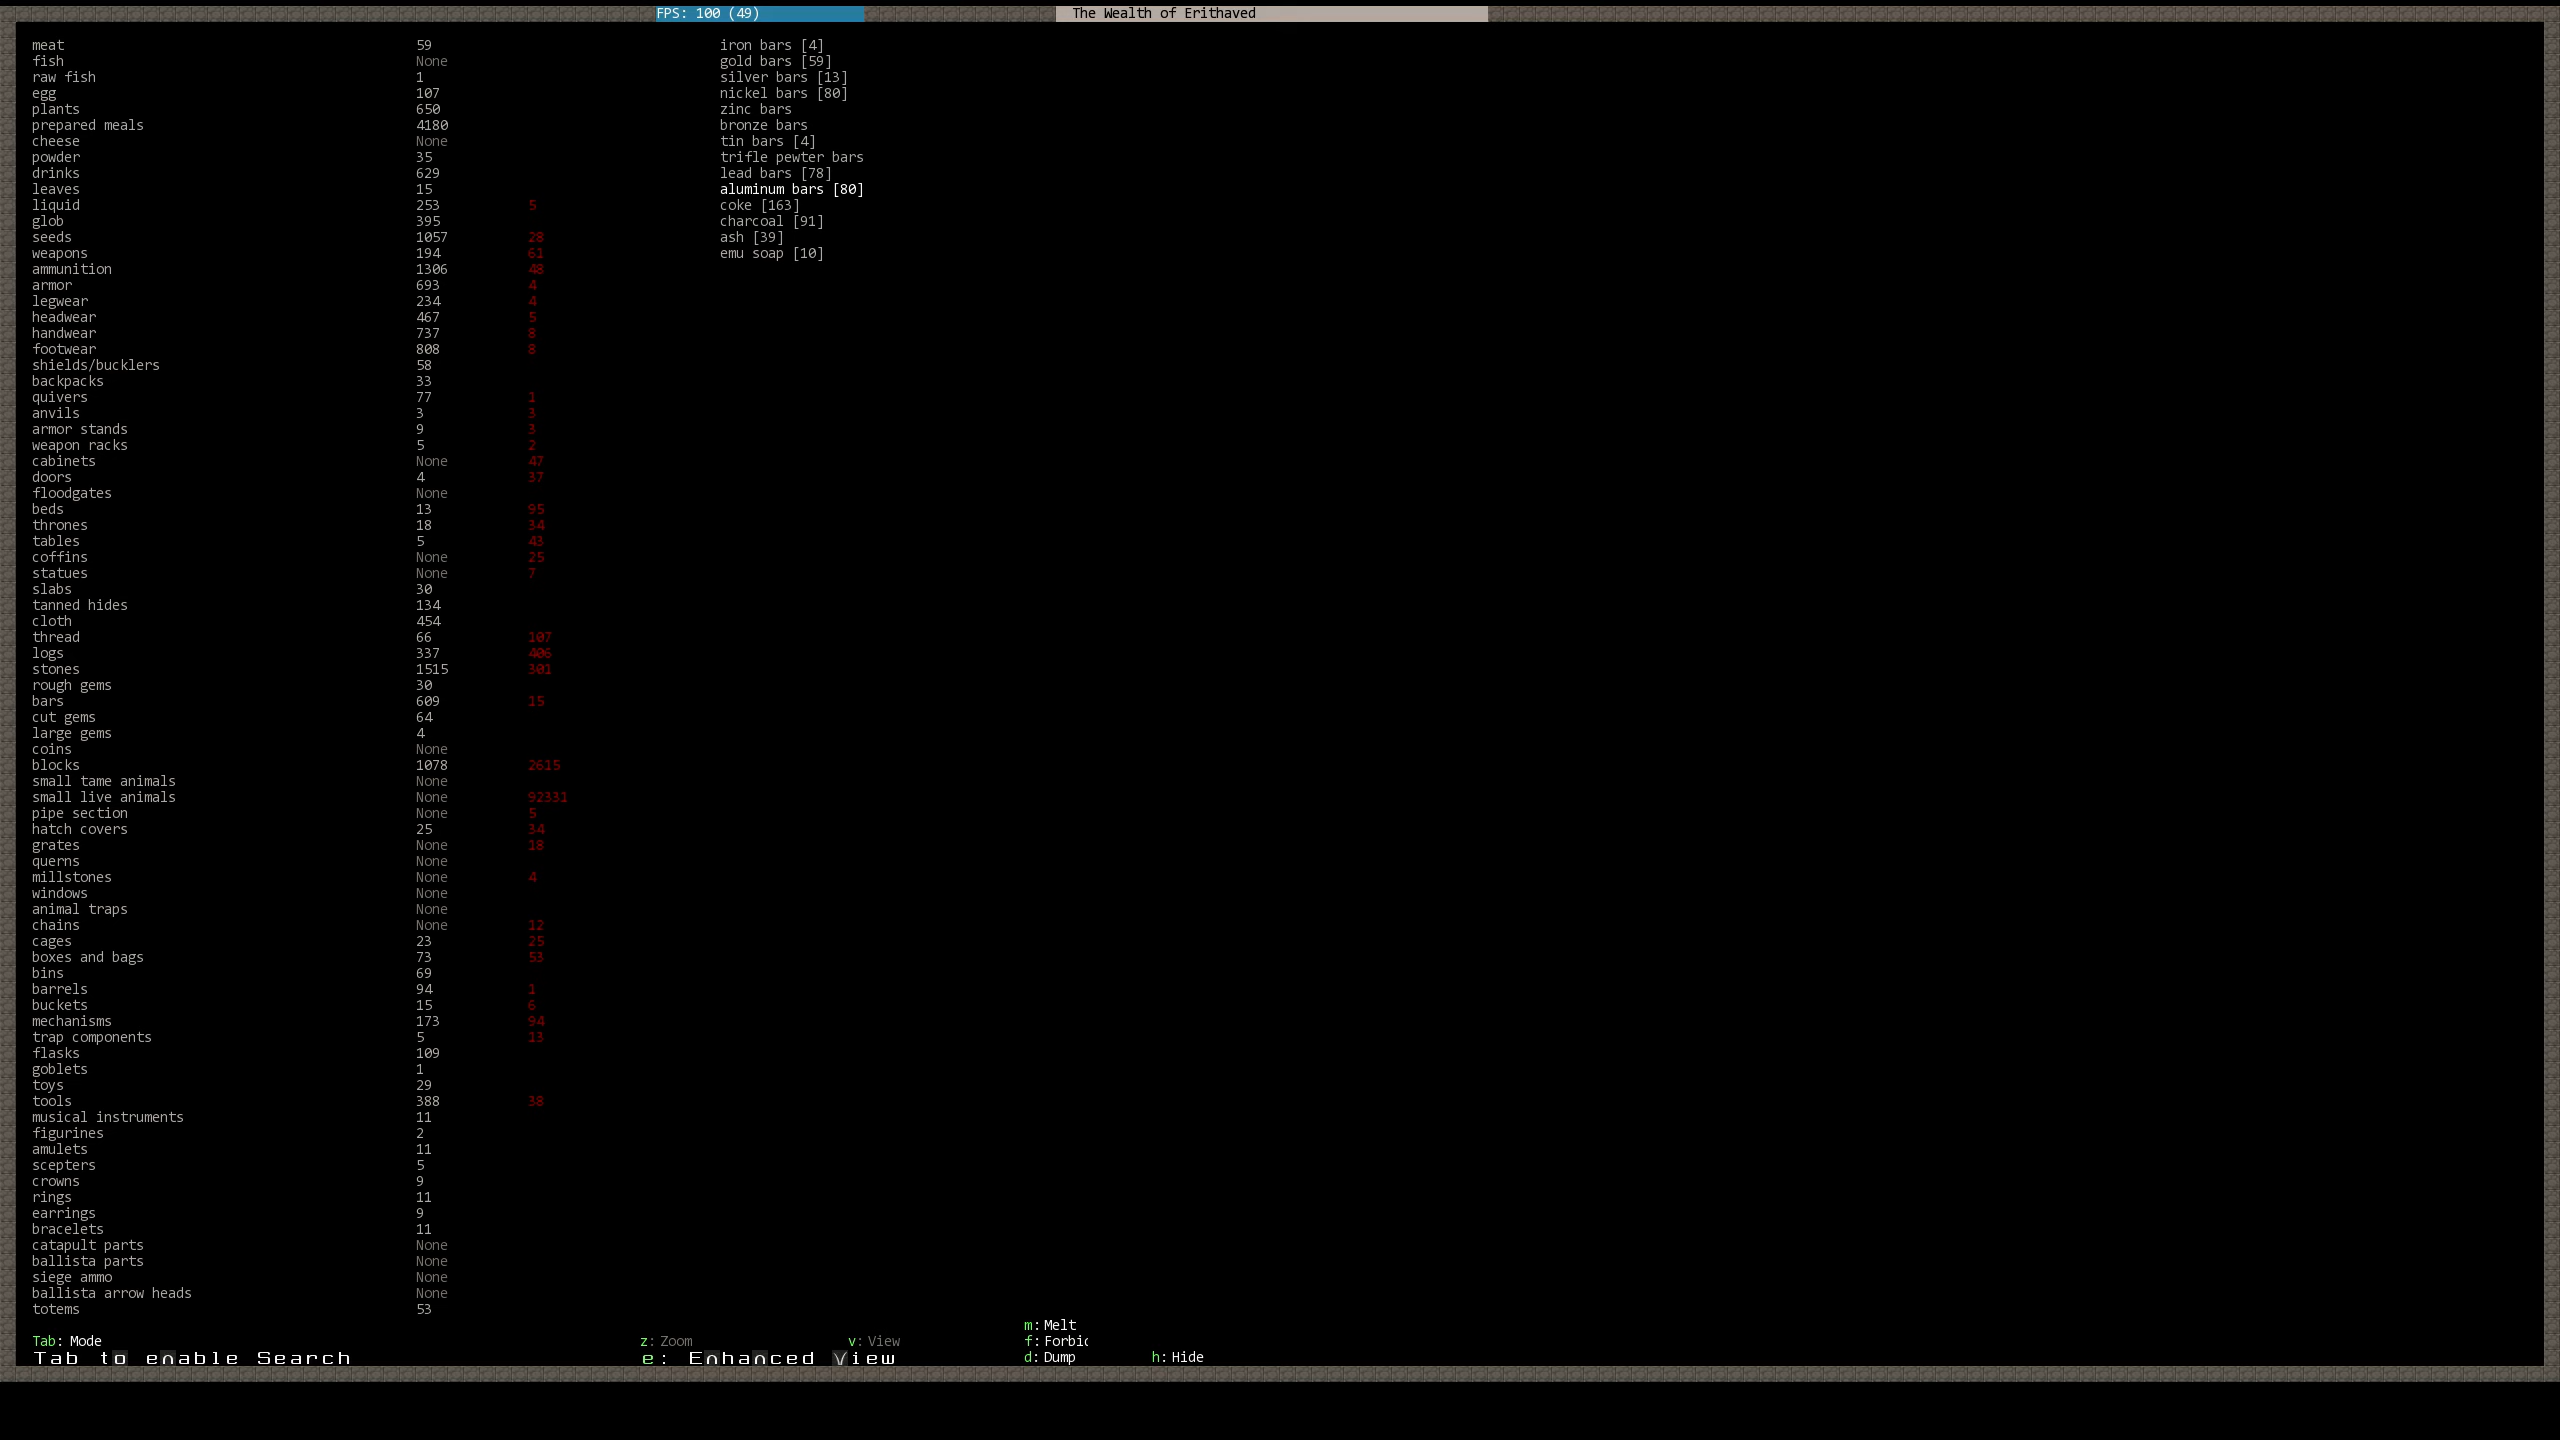 FPS: 100 (49) The Wealth of Erithaved
meat 59 iron bars [4]
fish None gold bars [59]
raw fish 1 silver bars [13]
egg 107 nickel bars [80]
plants 650 zinc bars
prepared meals 4180 bronze bars
cheese None tin bars [4]
powder 35 trifle pewter bars
drinks 629 lead bars [78]
leaves 15 aluminum bars [80]
liquid 253 5 coke [163]
glob 395 charcoal [91]
seeds 1057 28 ash [39]
weapons 194 61 emu soap [10]
ammunition 1306 48
armor 693 4
legwear 234 4
headwear 467 5
handwear 737 8
footwear 808 8
shields/bucklers 58
backpacks 33
quivers 77 1
anvils 3 3
armor stands 9 3
weapon racks 5 2
cabinets None 47
doors 4 37
floodgates None
beds 13 95
thrones 18 34
tables 5 43
coffins None 25
statues None 7
slabs 30
tanned hides 134
cloth 454
thread 66 107
logs 337 406
stones 1515 301
rough gems 30
bars 609 15
cut gems 64
large gems 4
coins None
blocks 1078 2615
small tame animals None
small live animals None 92331
pipe section None 5
hatch covers 25 34
grates None 18
querns None
millstones None 4
windows None
animal traps None
chains None 12
cages 23 25
boxes and bags 73 53
bins 69
barrels 94 1
buckets 15 6
mechanisms 173 94
trap components 5 13
flasks 109
goblets 1
toys 29
tools 388 38
musical instruments 11
figurines 2
amulets 11
scepters 5
crowns 9
rings 11
earrings 9
bracelets 11
catapult parts None
ballista parts None
siege ammo None
ballista arrow heads None
totems 53
m: Melt
Tab: Mode z: Zoom v: View f: Forbid
Tab to enable Search e: Enhanced View d: Dump h: Hide